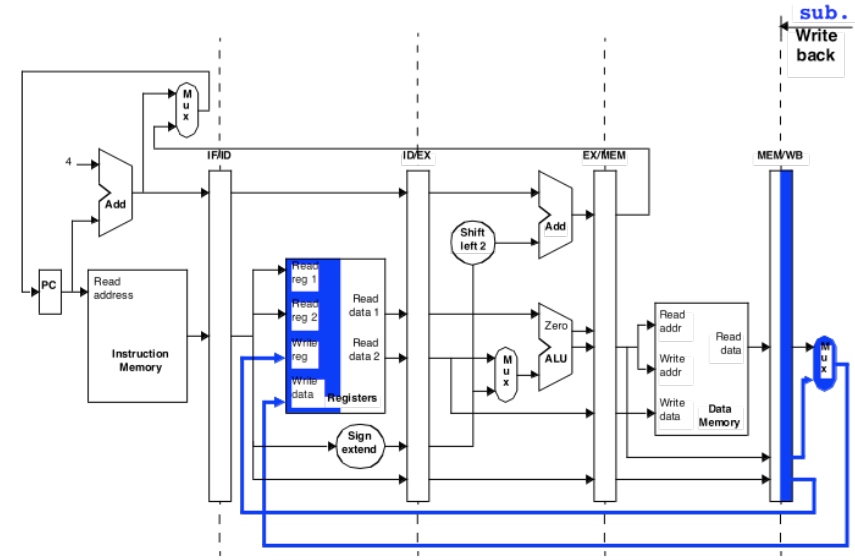 sub.
Write
back
M
u
x
4
Add
IF/ID
ID/EX
EX/MEM
MEM/WB
PC
Read
address
Instruction
Memory
Read
reg 1
Read
reg 2
Write
reg
Write
data
Read
data 1
Read
data 2
Registers
Sign
extend
Shift
left 2
Add
M
u
x
Zero
ALU
Read
addr
Write
addr
Write
data
Read
data
Data
Memory
M
u
x